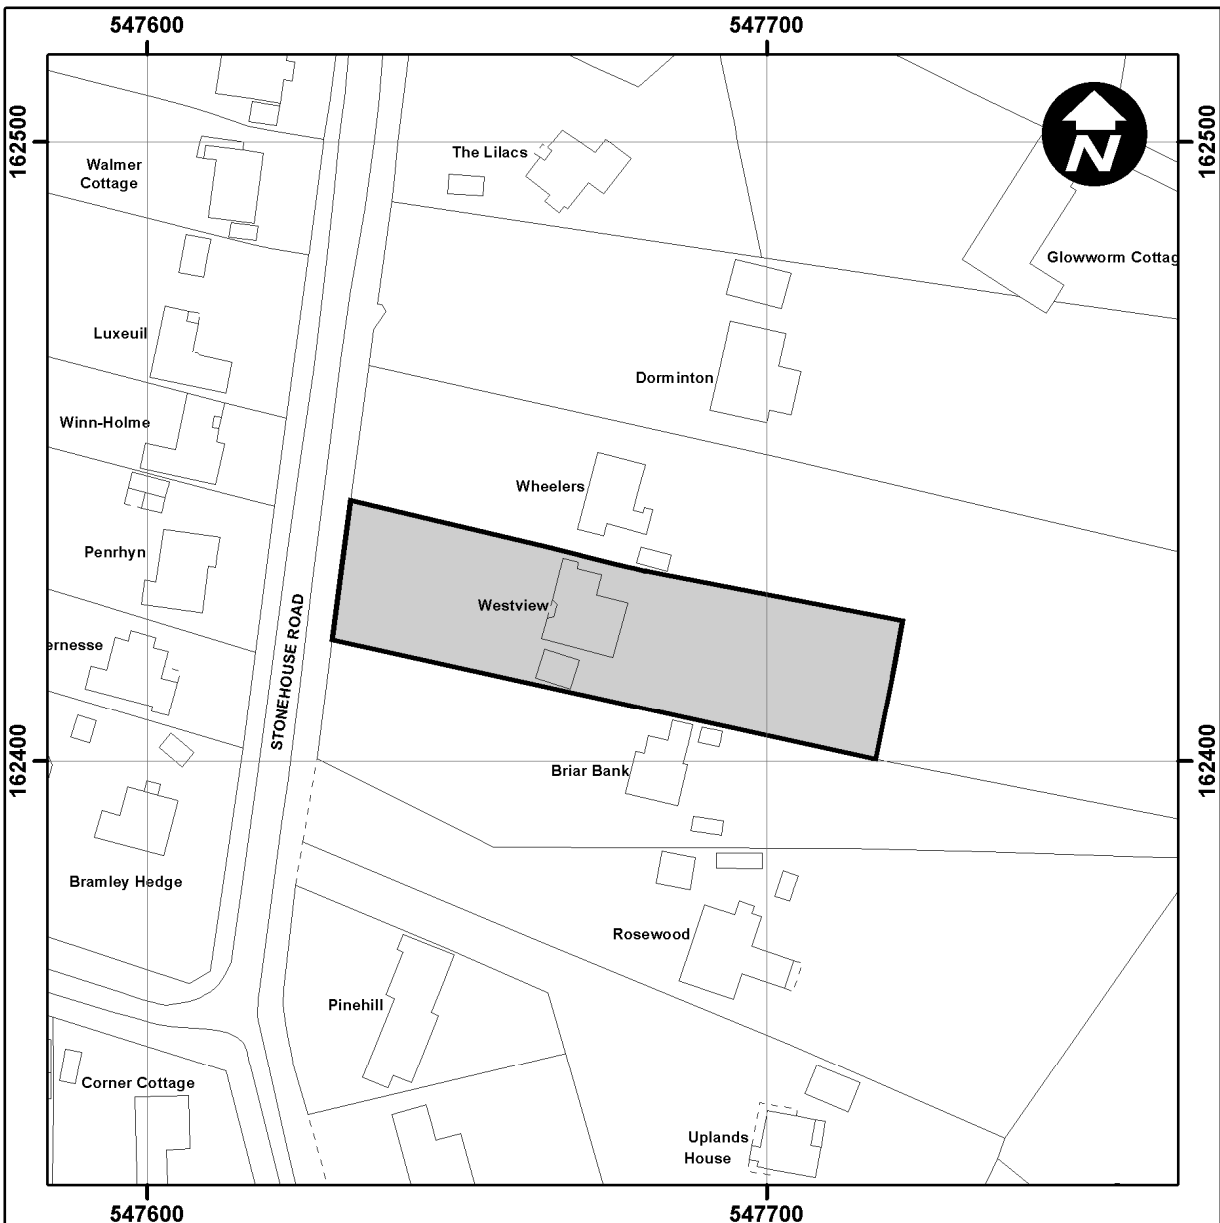 547600
547700
162500
162500
N
The Lilacs
Walmer
Cottage
Glowworm Cottag
Luxeuil
Dorminton
Winn-Holme
Wheelers
Penrhyn
Westview
ernesse
STONEHOUSE ROAD
162400
162400
Briar Bank
Bramley Hedge
Rosewood
Pinehill
Corner Cottage
Uplands
House
547600
547700